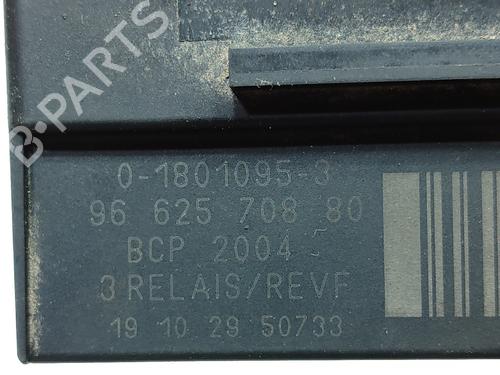 B-PARTS
0-1801095-3
96 625 708 80
BCP 2004
3 RELAIS/REVF
19 10 29 50733